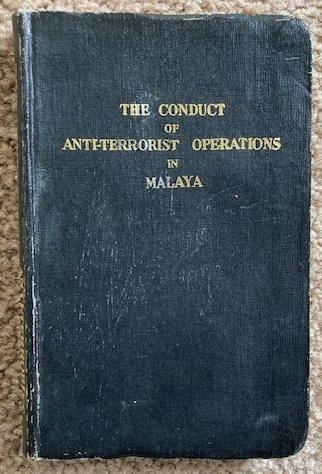 THE CONDUCT
OF
ANTI-TERRORIST OPERATIONS
IN
MALAYA